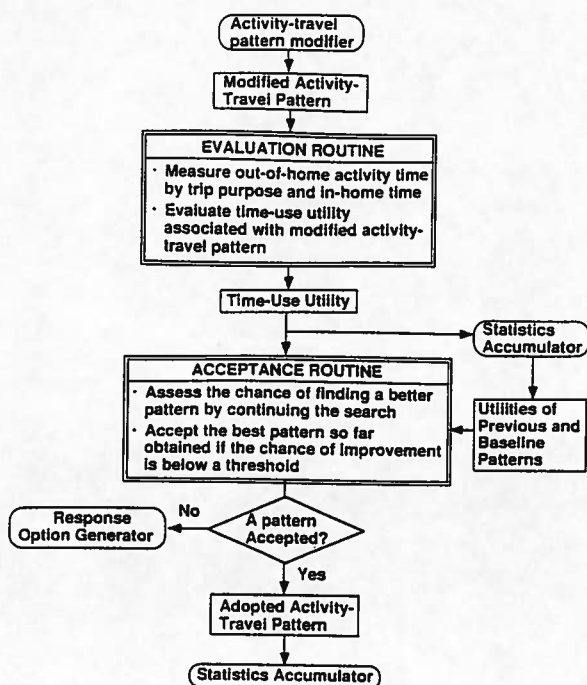 Activity-travel
pattern modifier
Modified Activity-
Travel Pattern
EVALUATION ROUTINE
· Measure out-of-home activity time
by trip purpose and in-home time
· Evaluate time-use utility
associated with modified activity-
travel pattern
Time-Use Utility
Statistics
Accumulator
ACCEPTANCE ROUTINE
· Assess the chance of finding a better
pattern by continuing the search
· Accept the best pattern so far
obtained if the chance of improvement
is below a threshold
Utilities of
Previous and
Baseline
Patterns
No
Response
Option Generator
A pattern
Accepted?
Yes
Adopted Activity-
Travel Pattern
Statistics Accumulator